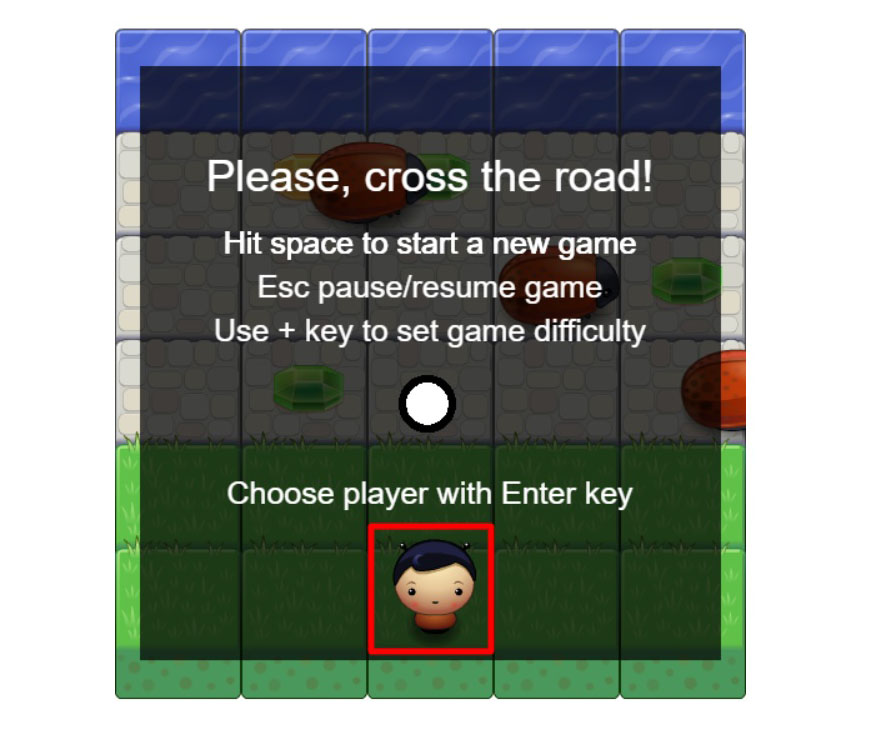 Please, cross the road!
Hit space to start a new game
Esc pause/resume game
Use + key to set game difficulty
Choose player with Enter key